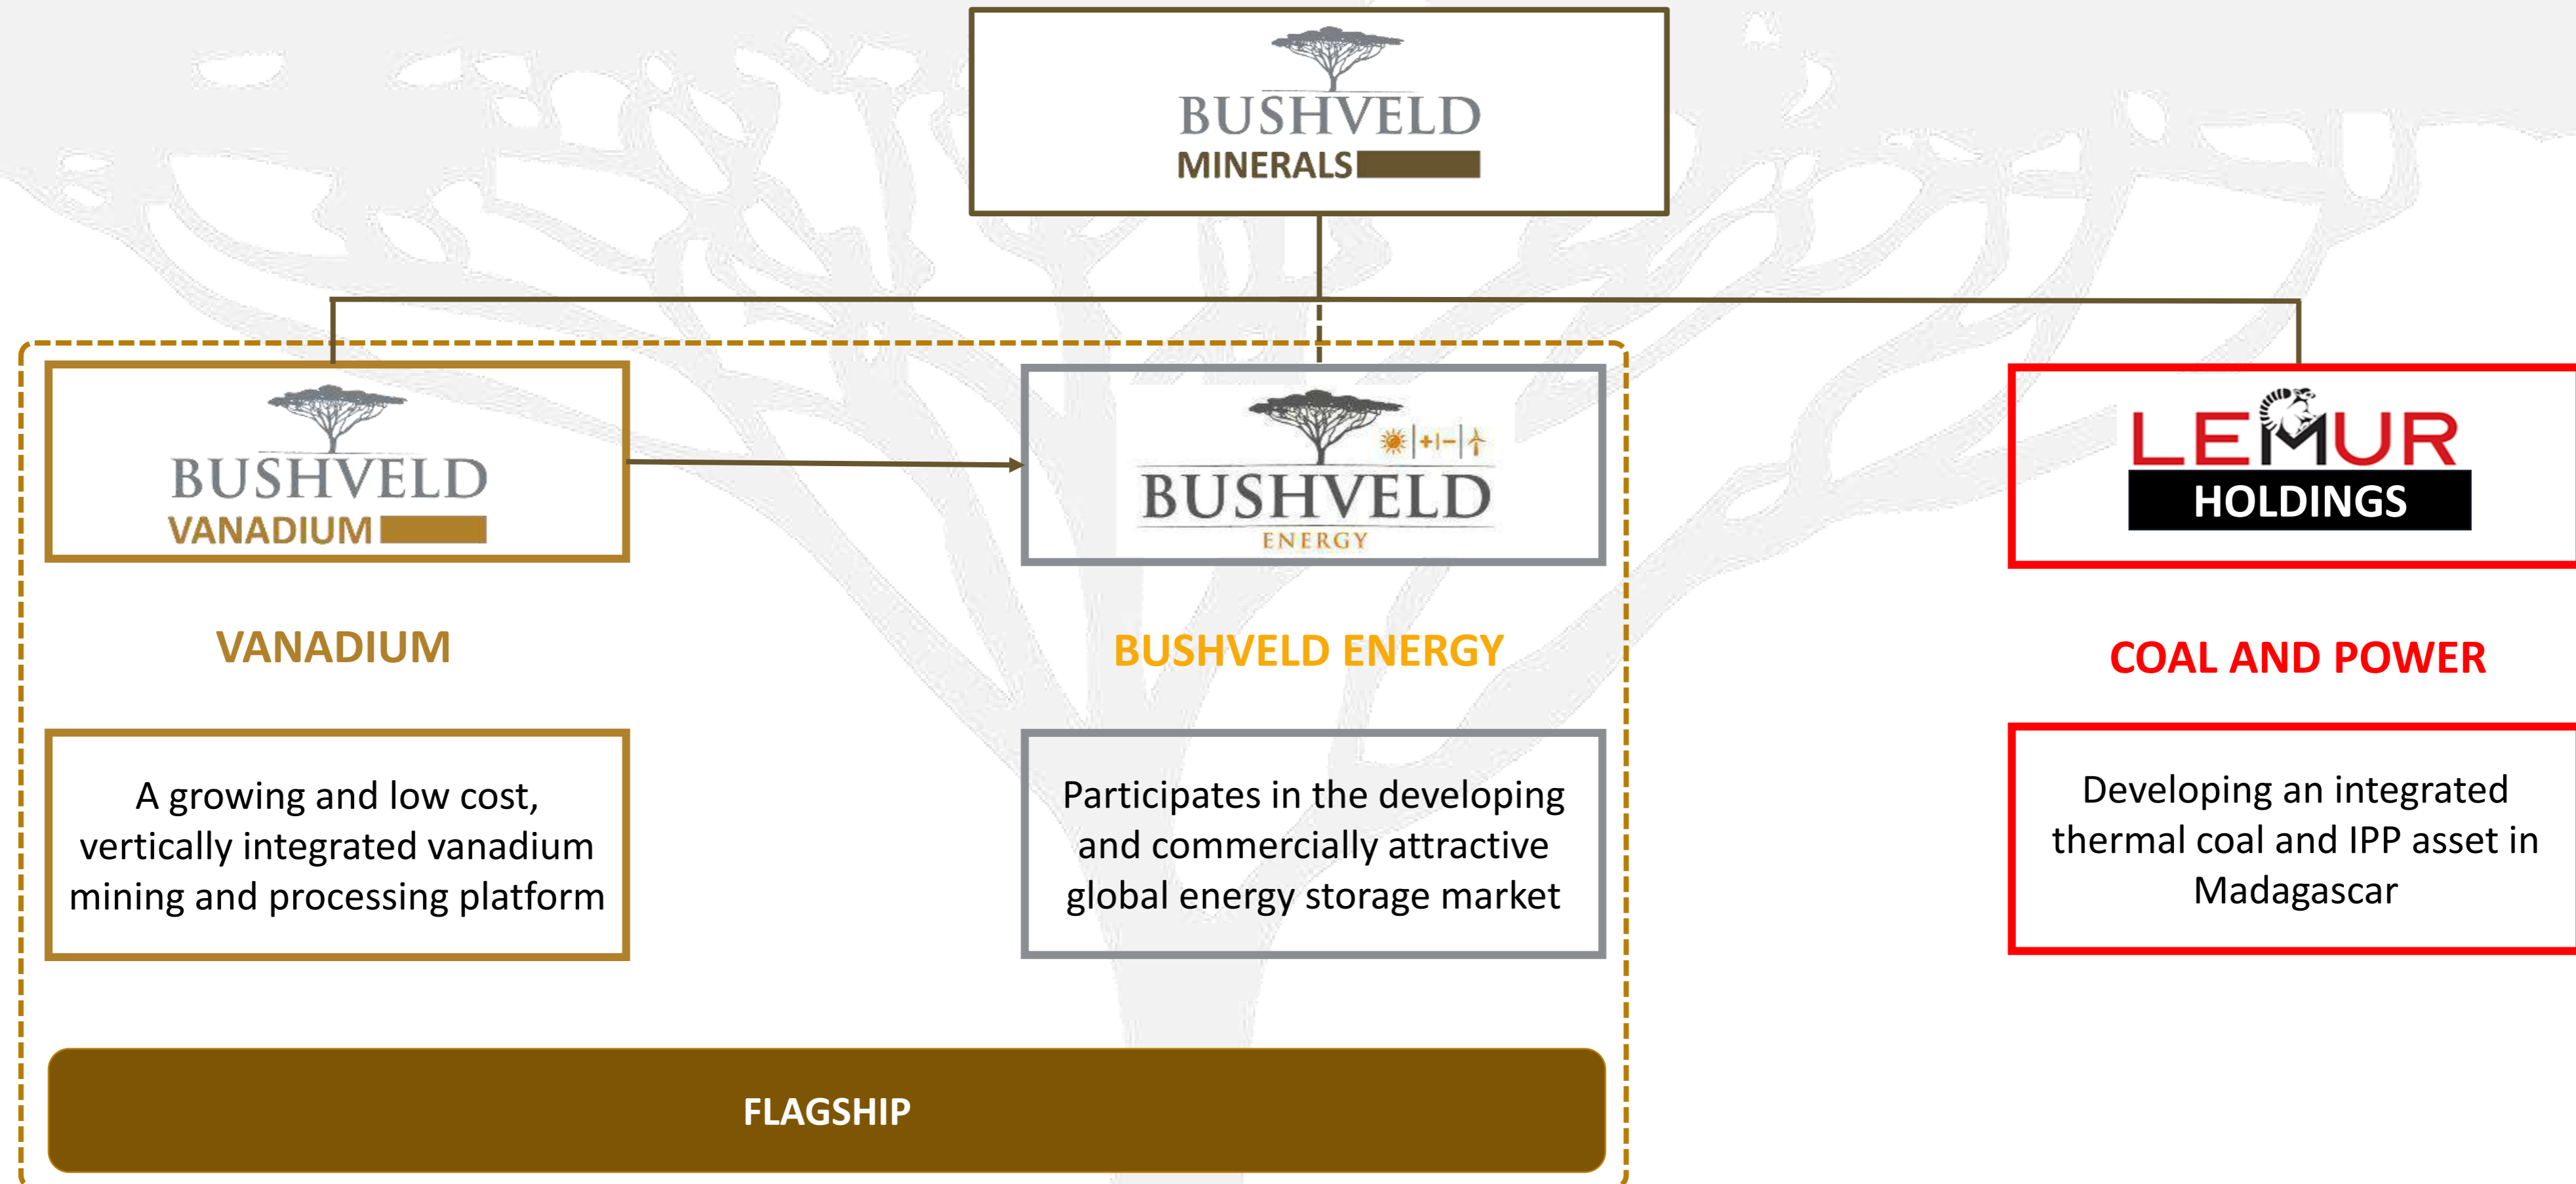 BUSHVELD
MINERALS
BUSHVELD
VANADIUM
BUSHVELD
ENERGY
LEMUR
HOLDINGS
VANADIUM
BUSHVELD ENERGY
COAL AND POWER
A growing and low cost,
vertically integrated vanadium
mining and processing platform
Participates in the developing
and commercially attractive
global energy storage market
Developing an integrated
thermal coal and IPP asset in
Madagascar
FLAGSHIP